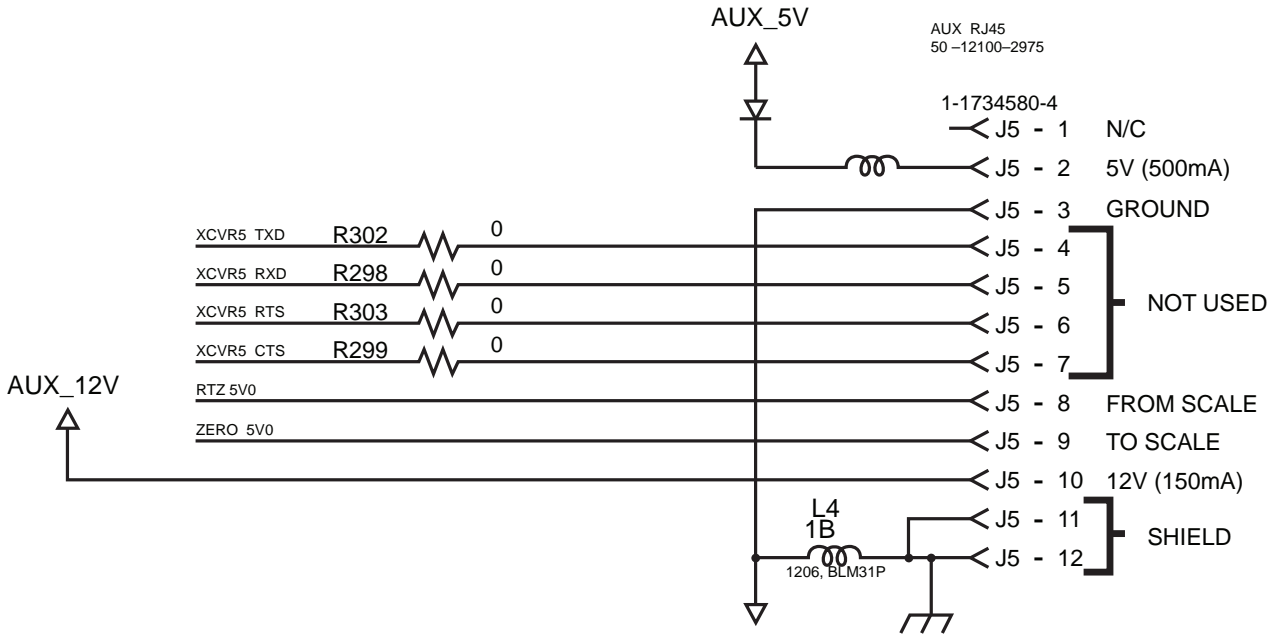 AUX_5V
AUX RJ45
50 –12100–2975
1-1734580-4
J5 - 1 N/C
J5 - 2 5V (500mA)
J5 - 3 GROUND
XCVR5 TXD R302 0 J5 - 4
XCVR5 RXD R298 0 J5 - 5
NOT USED
XCVR5 RTS R303 0 J5 - 6
XCVR5 CTS R299 0 J5 - 7
AUX_12V
RTZ 5V0 J5 - 8 FROM SCALE
ZERO 5V0 J5 - 9 TO SCALE
J5 - 10 12V (150mA)
L4
1B
J5 - 11
SHIELD
J5 - 12
1206, BLM31P